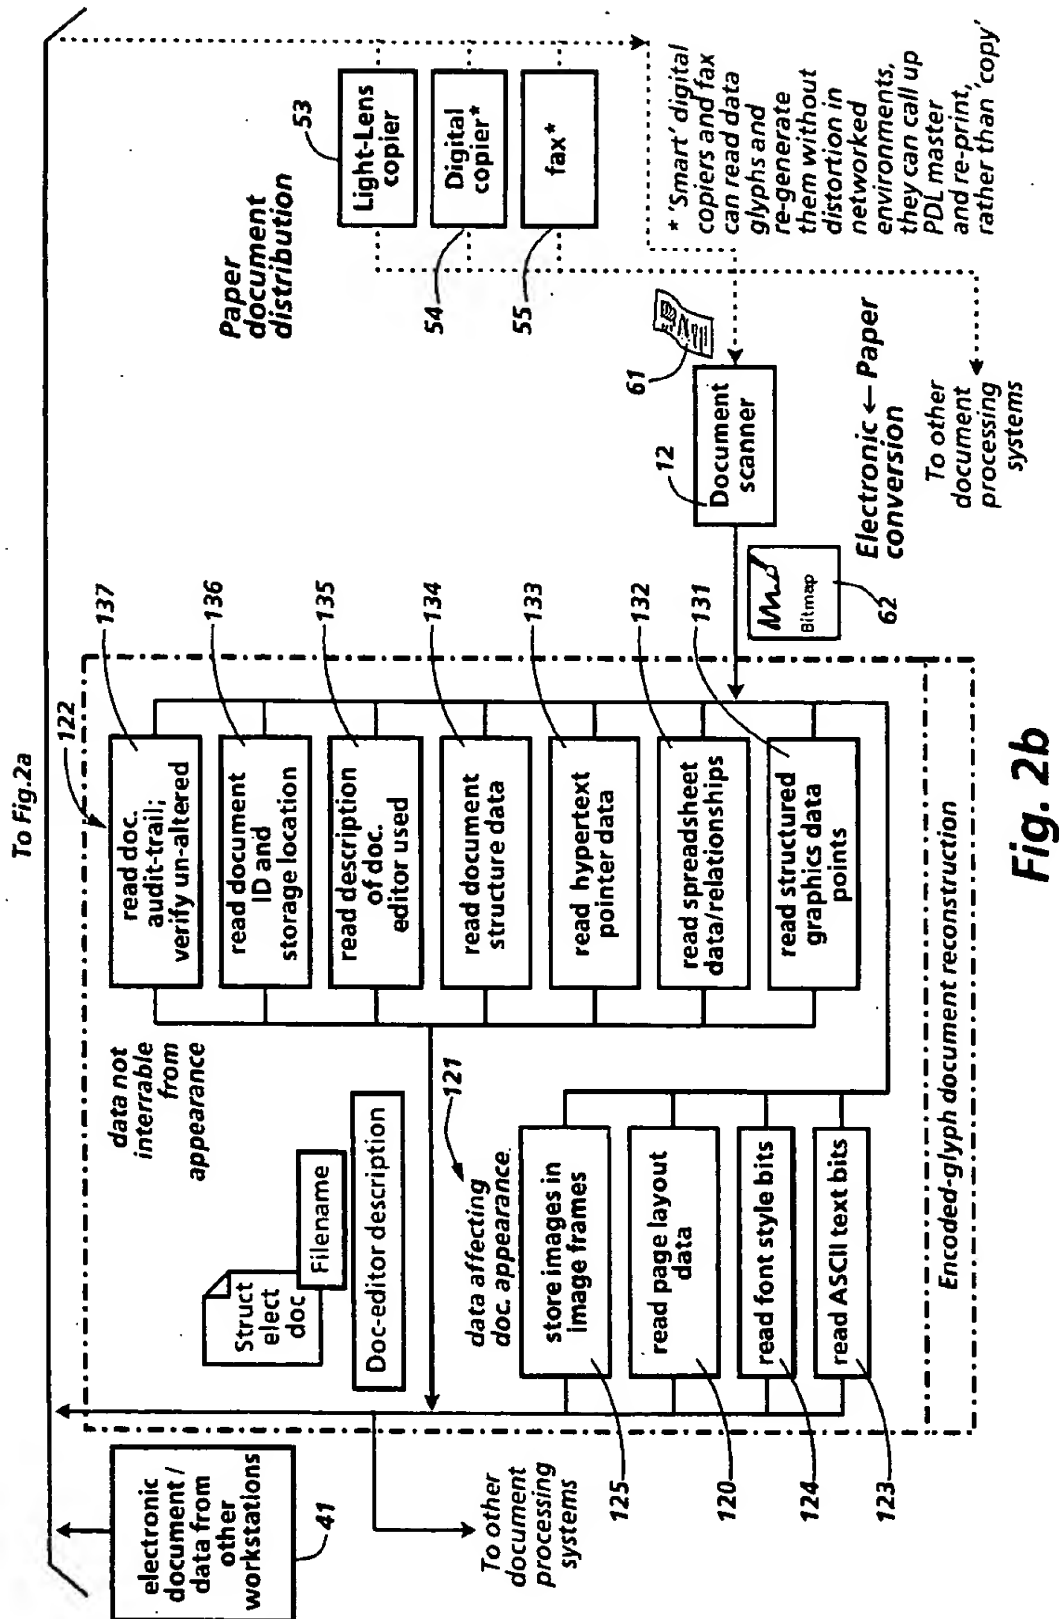 To Fig.2a
electronic
document /
data from
other
workstations
41
To other
document
processing
systems
Struct
elect
doc
Filename
Doc-editor description
data not
interrable
from
appearance
122
read doc.
audit-trail;
verify un-altered
137
read document
ID and
storage location
136
read description
of doc.
editor used
135
read document
structure data
134
read hypertext
pointer data
133
read spreadsheet
data/relationships
132
read structured
graphics data
points
131
data affecting
doc. appearance.
121
store images in
image frames
125
read page layout
data
120
read font style bits
124
read ASCII text bits
123
Encoded-glyph document reconstruction
Paper
document
distribution
53
Light-Lens
copier
54
Digital
copier*
55
fax*
61
12
Document
scanner
Bitmap
62
Electronic ← Paper
conversion
To other
document
processing
systems
* 'Smart' digital
copiers and fax
can read data
glyphs and
re-generate
them without
distortion in
networked
environments,
they can call up
PDL master
and re-print,
rather than 'copy'
Fig. 2b